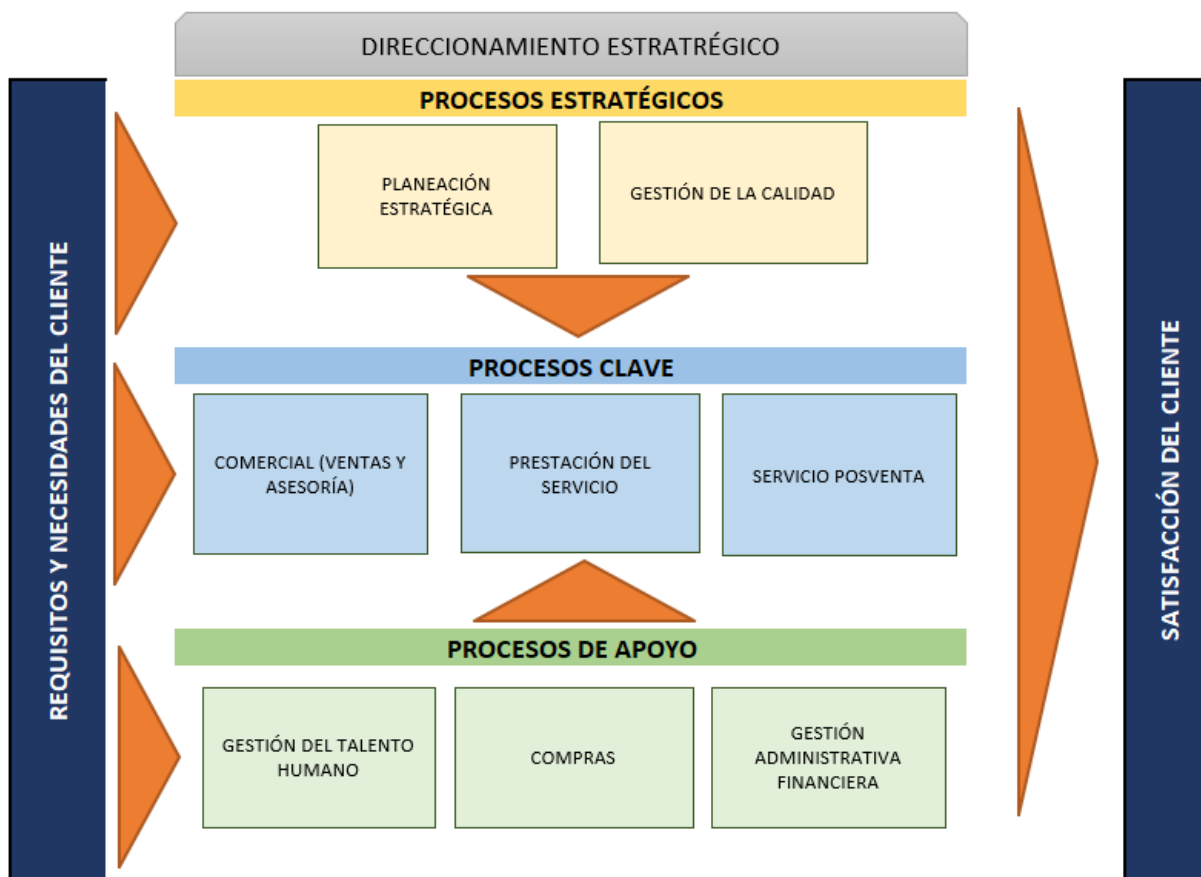 DIRECCIONAMIENTO ESTRATRÉGICO
PROCESOS ESTRATÉGICOS
PLANEACIÓN
ESTRATÉGICA
GESTIÓN DE LA CALIDAD
REQUISITOS Y NECESIDADES DEL CLIENTE
PROCESOS CLAVE
COMERCIAL (VENTAS Y
ASESORÍA)
PRESTACIÓN DEL
SERVICIO
SERVICIO POSVENTA
SATISFACCIÓN DEL CLIENTE
PROCESOS DE APOYO
GESTIÓN DEL TALENTO
HUMANO
COMPRAS
GESTIÓN
ADMINISTRATIVA
FINANCIERA